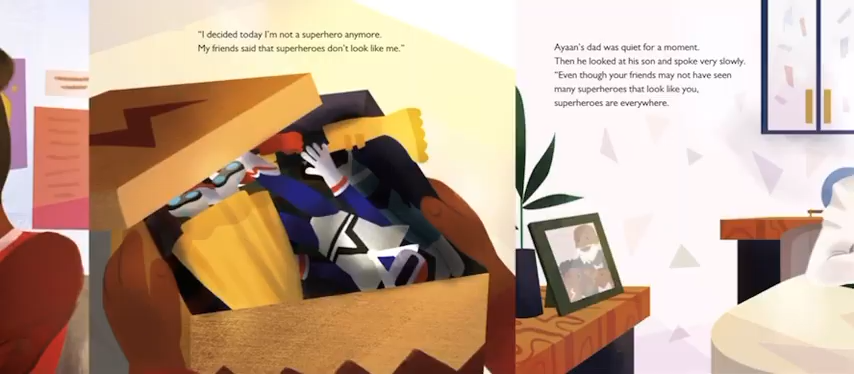 “I decided today I’m not a superhero anymore.
My friends said that superheroes don’t look like me.”
Ayaan’s dad was quiet for a moment.
Then he looked at his son and spoke very slowly.
“Even though your friends may not have seen
many superheroes that look like you,
superheroes are everywhere.